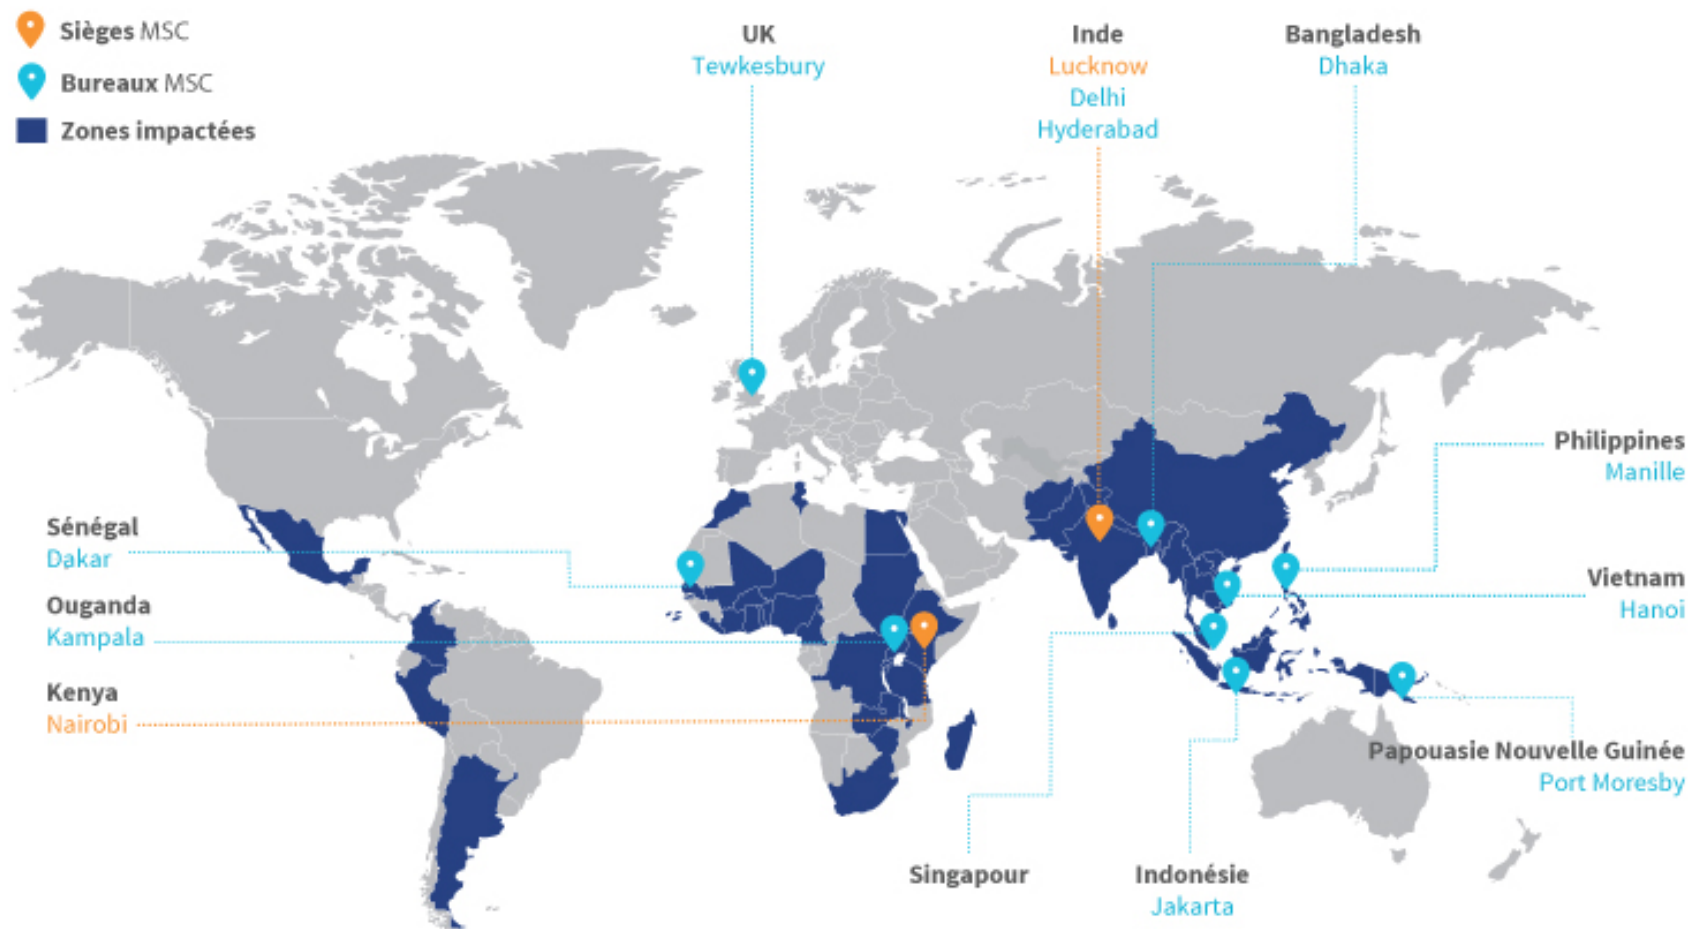 Sièges MSC
Bureaux MSC
Zones impactées
UK
Tewkesbury
Inde
Lucknow
Delhi
Hyderabad
Bangladesh
Dhaka
Philippines
Manille
Vietnam
Hanoi
Sénégal
Dakar
Ouganda
Kampala
Kenya
Nairobi
Papouasie Nouvelle Guinée
Port Moresby
Singapour
Indonésie
Jakarta